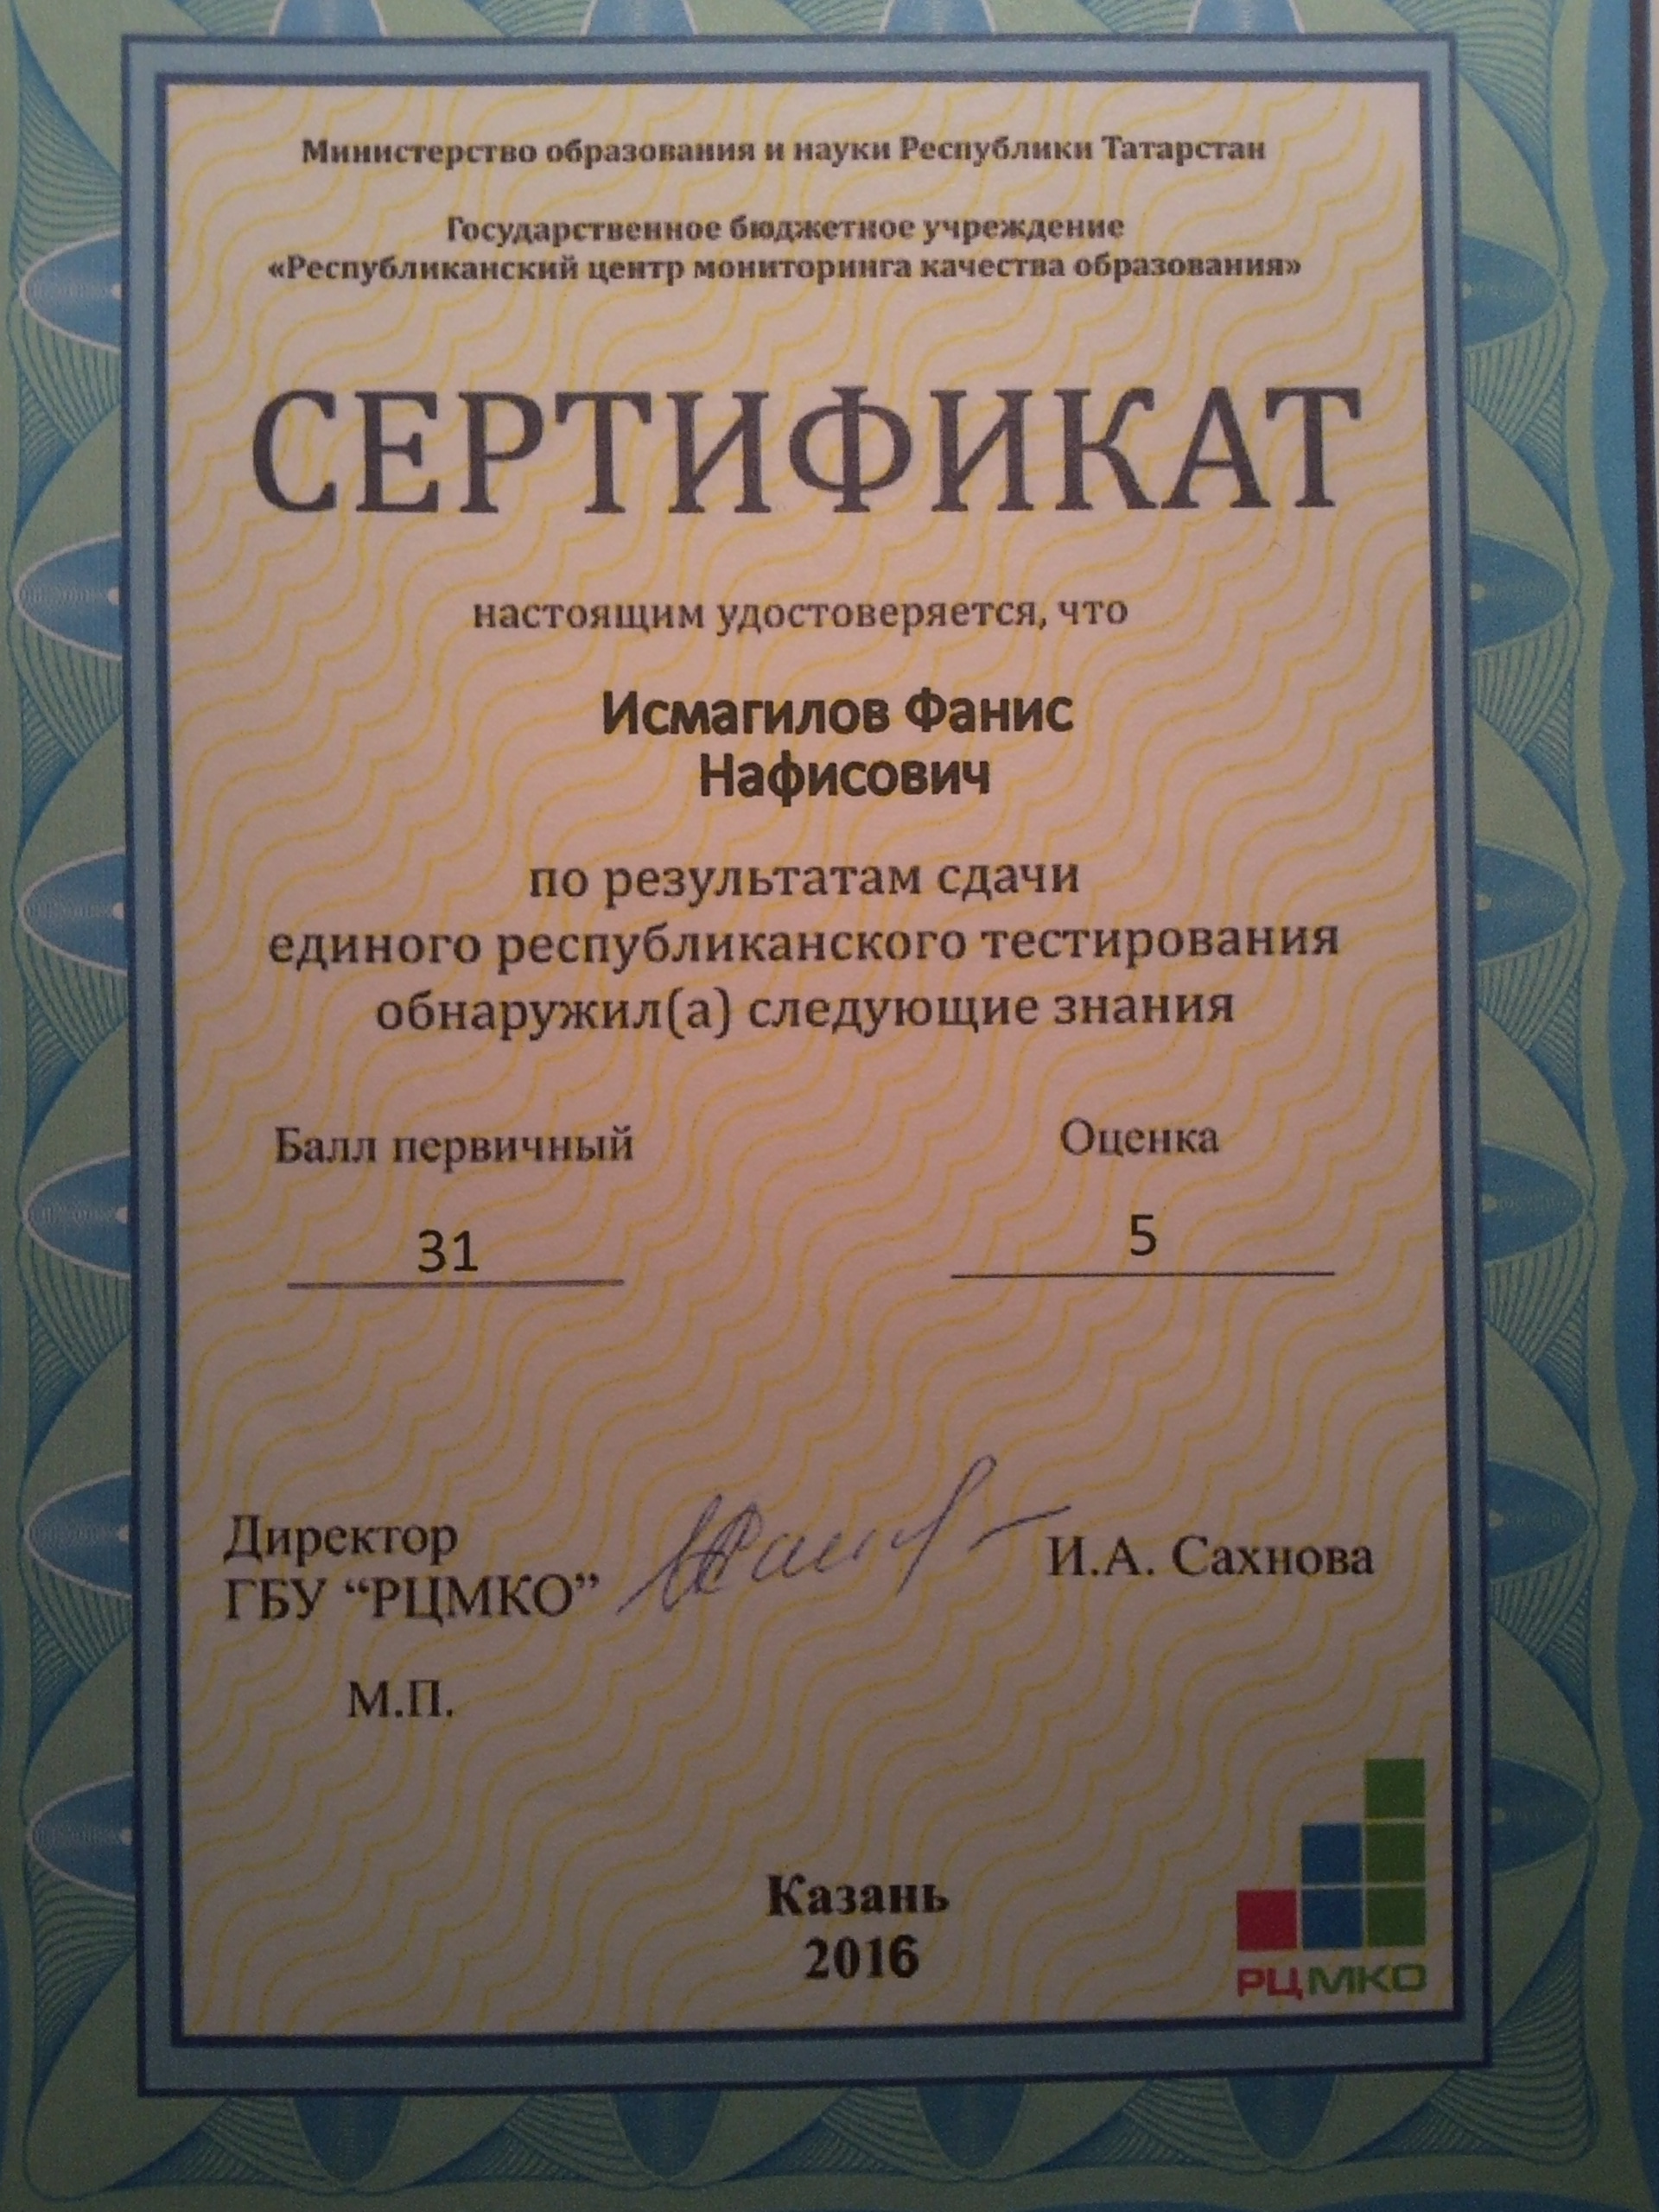 Министерство образования и науки Республики Татарстан
Государственное бюджетное учреждение
«Республиканский центр мониторинга качества образования»
СЕРТИФИКАТ
настоящим удостоверяется, что
Исмагилов Фанис
Нафисович
по результатам сдачи
единого республиканского тестирования
обнаружил(а) следующие знания
Балл первичный
31
Оценка
5
Директор
ГБУ “РЦМКО”
И.А. Сахнова
М.П.
Казань
2016
РЦМКО